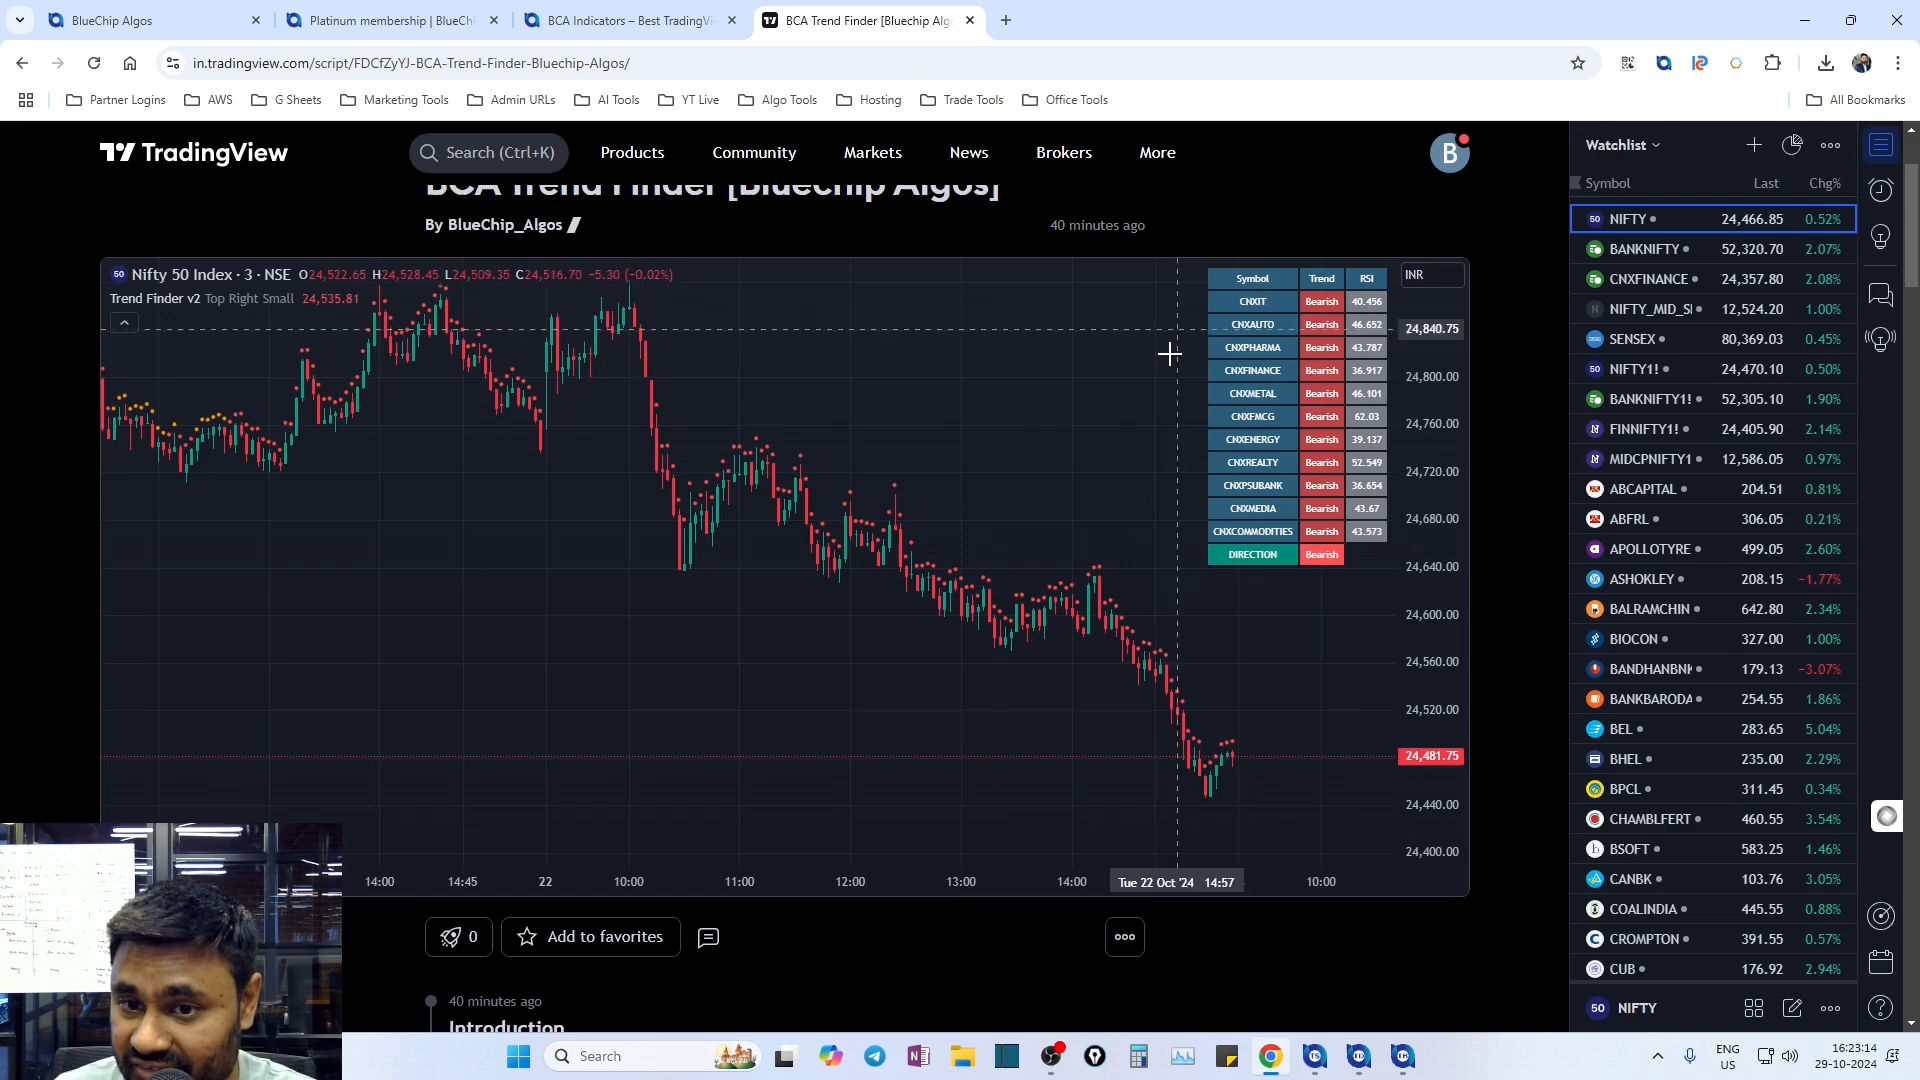 BlueChip Algos
Platinum membership | BlueChi
BCA Indicators – Best TradingVi
BCA Trend Finder [Bluechip Algo
in.tradingview.com/script/FDCfZyYJ-BCA-Trend-Finder-Bluechip-Algos/
Partner Logins
AWS
G Sheets
Marketing Tools
Admin URLs
AI Tools
YT Live
Algo Tools
Hosting
Trade Tools
Office Tools
All Bookmarks
TradingView
Search (Ctrl+K)
Products
Community
Markets
News
Brokers
More
B
BCA Trend Finder [Bluechip Algos]
By BlueChip_Algos
40 minutes ago
50 Nifty 50 Index · 3 · NSE O24,522.65 H24,528.45 L24,509.35 C24,516.70 -5.30 (-0.02%)
Trend Finder v2 Top Right Small 24,535.81
Symbol Trend RSI
CNXIT Bearish 40.456
CNXAUTO Bearish 46.652
CNXPHARMA Bearish 43.787
CNXFINANCE Bearish 36.917
CNXMETAL Bearish 46.101
CNXFMCG Bearish 62.03
CNXENERGY Bearish 39.137
CNXREALTY Bearish 52.549
CNXPSUBANK Bearish 36.654
CNXMEDIA Bearish 43.67
CNXCOMMODITIES Bearish 43.573
DIRECTION Bearish
INR
24,840.75
24,800.00
24,760.00
24,720.00
24,680.00
24,640.00
24,600.00
24,560.00
24,520.00
24,481.75
24,440.00
24,400.00
14:00
14:45
22
10:00
11:00
12:00
13:00
14:00
Tue 22 Oct '24 14:57
10:00
0
Add to favorites
40 minutes ago
Introduction
Watchlist
Symbol Last Chg%
50 NIFTY 24,466.85 0.52%
BANKNIFTY 52,320.70 2.07%
CNXFINANCE 24,357.80 2.08%
N NIFTY_MID_SI 12,524.20 1.00%
SENSEX 80,369.03 0.45%
50 NIFTY1! 24,470.10 0.50%
BANKNIFTY1! 52,305.10 1.90%
FINNIFTY1! 24,405.90 2.14%
MIDCPNIFTY1 12,586.05 0.97%
ABCAPITAL 204.51 0.81%
ABFRL 306.05 0.21%
APOLLOTYRE 499.05 2.60%
ASHOKLEY 208.15 −1.77%
BALRAMCHIN 642.80 2.34%
BIOCON 327.00 1.00%
BANDHANBNK 179.13 −3.07%
BANKBARODA 254.55 1.86%
BEL 283.65 5.04%
BHEL 235.00 2.29%
BPCL 311.45 0.34%
CHAMBLFERT 460.55 3.54%
b BSOFT 583.25 1.46%
CANBK 103.76 3.05%
COALINDIA 445.55 0.88%
C CROMPTON 391.55 0.57%
CUB 176.92 2.94%
50 NIFTY
Search
ENG
US
16:23:14
29-10-2024